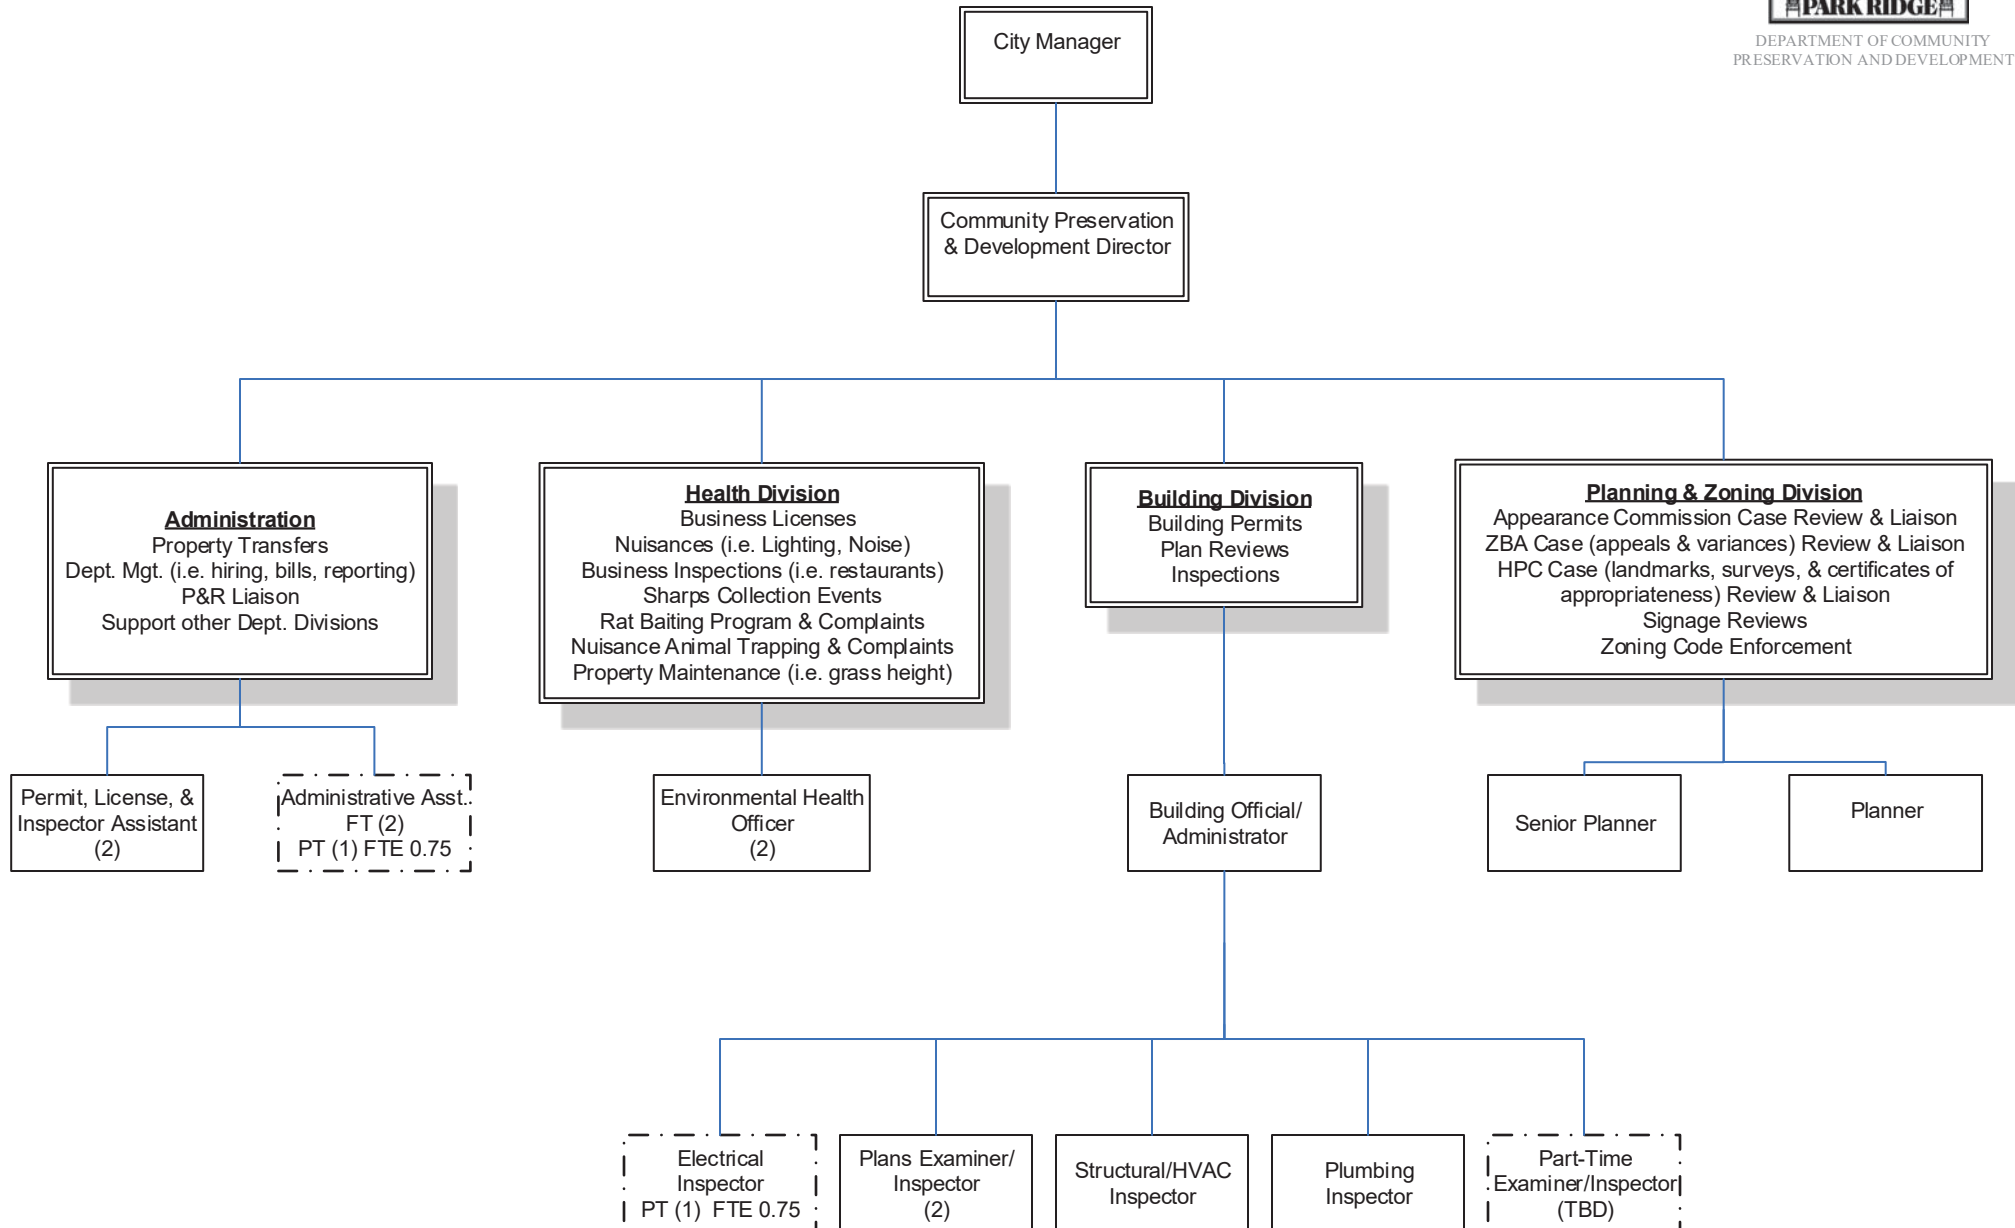 PARK RIDGE
DEPARTMENT OF COMMUNITY
PRESERVATION AND DEVELOPMENT
City Manager
Community Preservation
& Development Director
Administration
Property Transfers
Dept. Mgt. (i.e. hiring, bills, reporting)
P&R Liaison
Support other Dept. Divisions
Health Division
Business Licenses
Nuisances (i.e. Lighting, Noise)
Business Inspections (i.e. restaurants)
Sharps Collection Events
Rat Baiting Program & Complaints
Nuisance Animal Trapping & Complaints
Property Maintenance (i.e. grass height)
Building Division
Building Permits
Plan Reviews
Inspections
Planning & Zoning Division
Appearance Commission Case Review & Liaison
ZBA Case (appeals & variances) Review & Liaison
HPC Case (landmarks, surveys, & certificates of
appropriateness) Review & Liaison
Signage Reviews
Zoning Code Enforcement
Permit, License, &
Inspector Assistant
(2)
Administrative Asst.
FT (2)
PT (1) FTE 0.75
Environmental Health
Officer
(2)
Building Official/
Administrator
Senior Planner
Planner
Electrical
Inspector
PT (1) FTE 0.75
Plans Examiner/
Inspector
(2)
Structural/HVAC
Inspector
Plumbing
Inspector
Part-Time
Examiner/Inspector
(TBD)